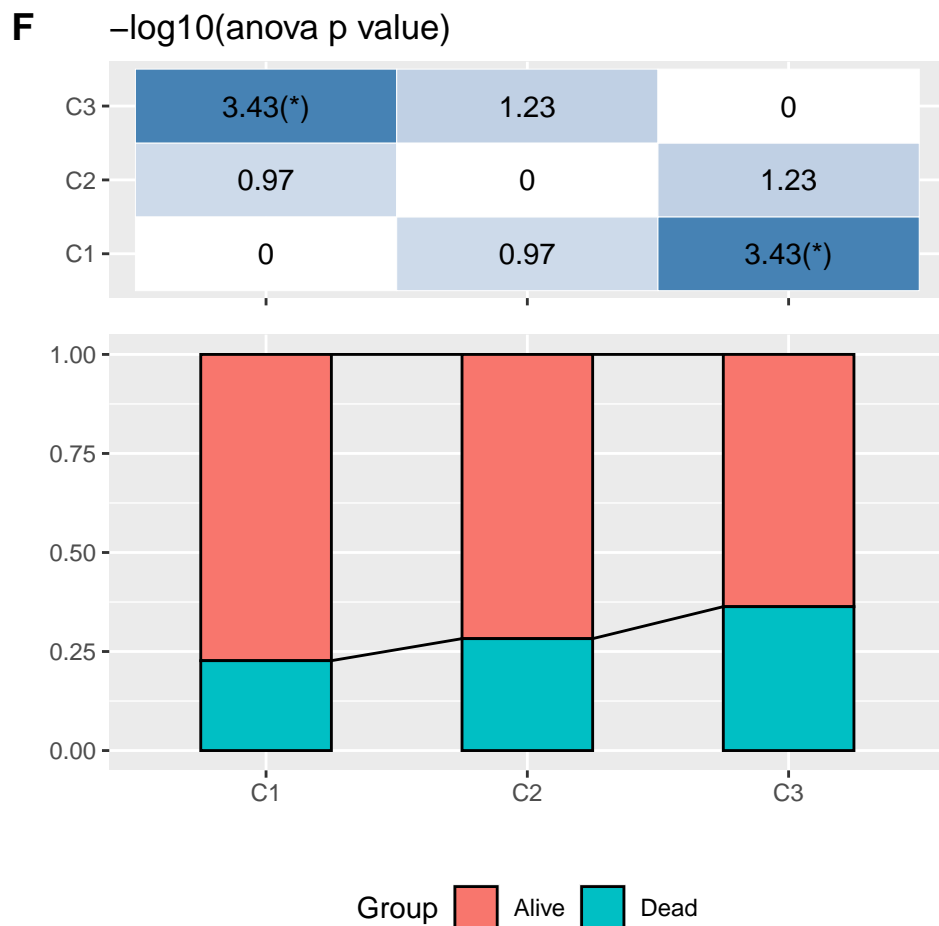 F –log10(anova p value)
C3 3.43(*) 1.23 0
C2 0.97 0 1.23
C1 0 0.97 3.43(*)
1.00
0.75
0.50
0.25
0.00
C1 C2 C3
Group Alive Dead